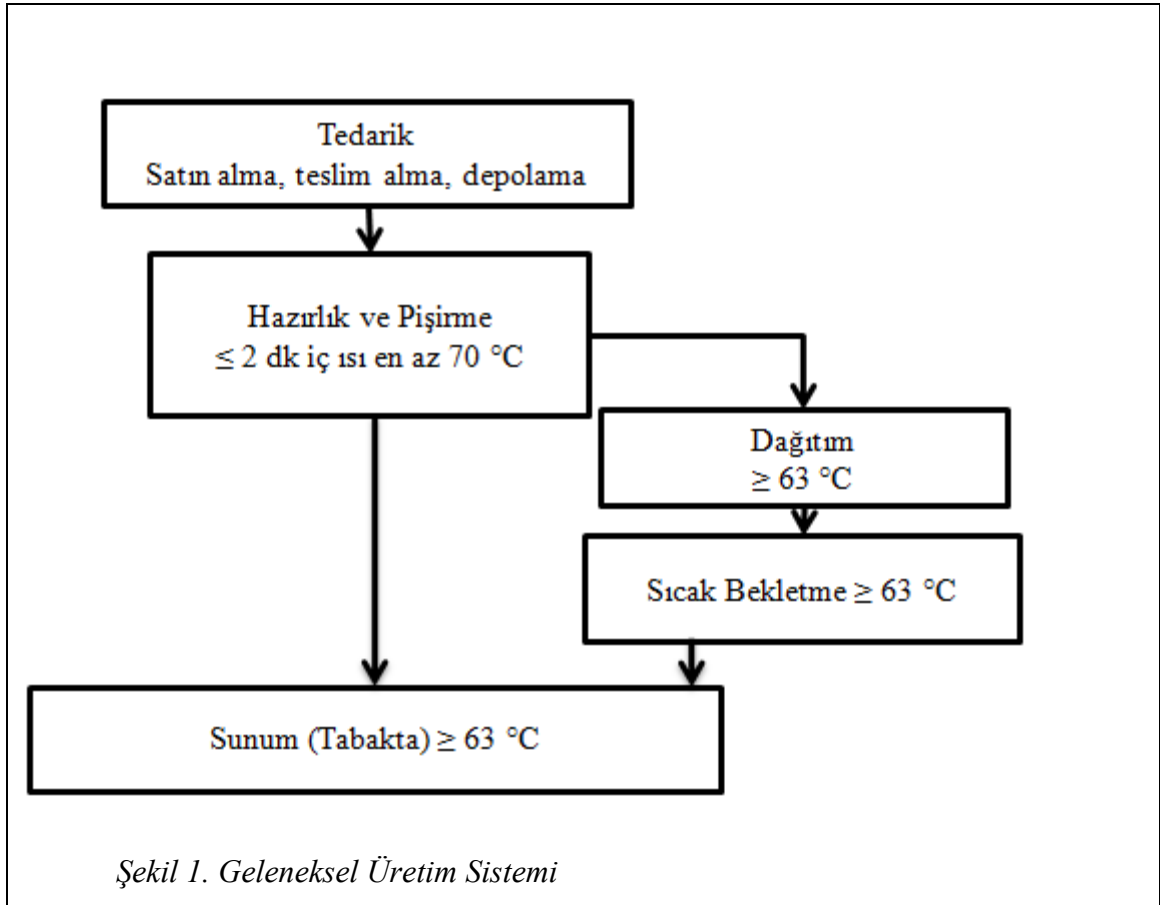 Tedarik
Satın alma, teslim alma, depolama
Hazırlık ve Pişirme
≤ 2 dk iç ısı en az 70 °C
Dağıtım
≥ 63 °C
Sıcak Bekletme ≥ 63 °C
Sunum (Tabakta) ≥ 63 °C
Şekil 1. Geleneksel Üretim Sistemi